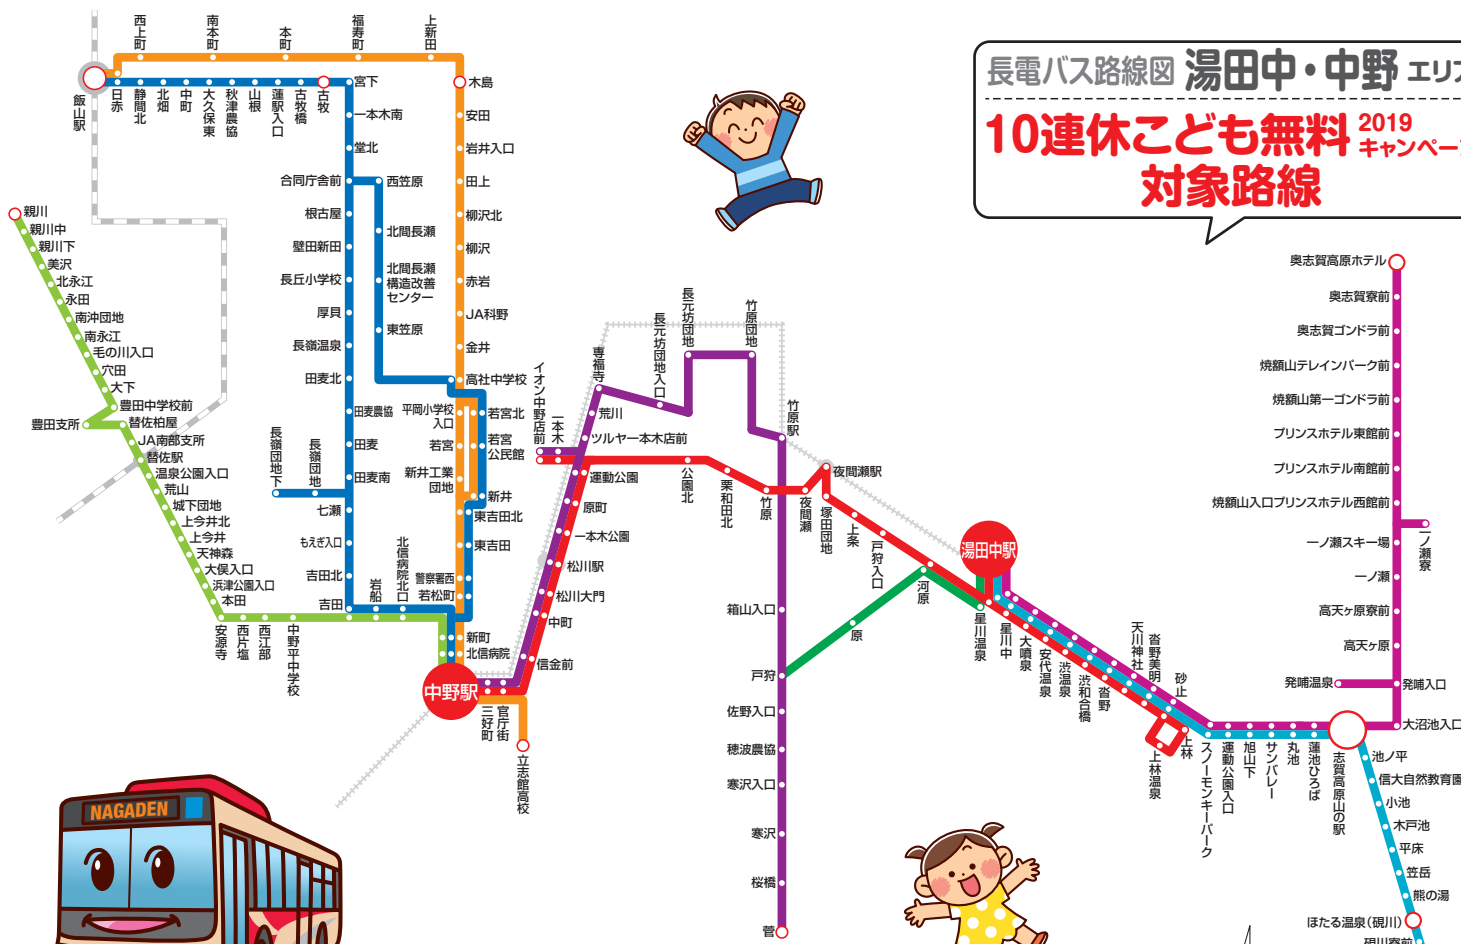 長電バス路線図 湯田中・中野 エリア
10連休こども無料 2019 キャンペーン
対象路線
西上町
南本町
本町
福寿町
上新田
木島
飯山駅
日赤
静間北
北畑
中町
大久保東
秋津農協
山根
蓮駅入口
古牧橋
古牧
宮下
一本木南
堂北
合同庁舎前
西笠原
根古屋
北間長瀬
壁田新田
北間長瀬
構造改善
センター
長丘小学校
厚貝
東笠原
長嶺温泉
田麦北
田麦農協
田麦
田麦南
長嶺団地下
長嶺団地
七瀬
もえぎ入口
吉田北
吉田
岩船
北信病院北口
安田
岩井入口
田上
柳沢北
柳沢
赤岩
JA科野
金井
高社中学校
平岡小学校
入口
若宮北
若宮
若宮
公民館
新井工業
団地
新井
東吉田北
東吉田
警察署西
若松町
新町
北信病院
中野駅
三好町
官庁街
立志館高校
親川
親川中
親川下
美沢
北永江
永田
南沖団地
南永江
毛の川入口
穴田
大下
豊田中学校前
豊田支所
替佐柏屋
JA南部支所
替佐駅
温泉公園入口
荒山
城下団地
上今井北
上今井
天神森
大俣入口
浜津公園入口
本田
安源寺
西片塩
西江部
中野平中学校
イオン中野店前
一本木
専福寺
荒川
ツルヤ一本木店前
運動公園
原町
一本木公園
松川駅
松川大門
中町
信金前
長元坊団地入口
長元坊団地
竹原団地
竹原駅
公園北
栗和田北
竹原
夜間瀬
夜間瀬駅
塚田団地
上条
戸狩入口
河原
原
箱山入口
戸狩
佐野入口
穂波農協
寒沢入口
寒沢
桜橋
菅
湯田中駅
星川温泉
星川中
大噴泉
安代温泉
渋温泉
渋和合橋
沓野
天川神社
沓野美明
砂止
上林
上林温泉
スノーモンキーパーク
運動公園入口
旭山下
サンバレー
丸池
蓮池ひろば
志賀高原山の駅
奥志賀高原ホテル
奥志賀寮前
奥志賀ゴンドラ前
焼額山テレインパーク前
焼額山第一ゴンドラ前
プリンスホテル東館前
プリンスホテル南館前
焼額山入口プリンスホテル西館前
一ノ瀬寮
一ノ瀬スキー場
一ノ瀬
高天ヶ原寮前
高天ヶ原
発哺温泉
発哺入口
大沼池入口
池ノ平
信大自然教育園
小池
木戸池
平床
笠岳
熊の湯
ほたる温泉(硯川)
硯川寮前
NAGADEN